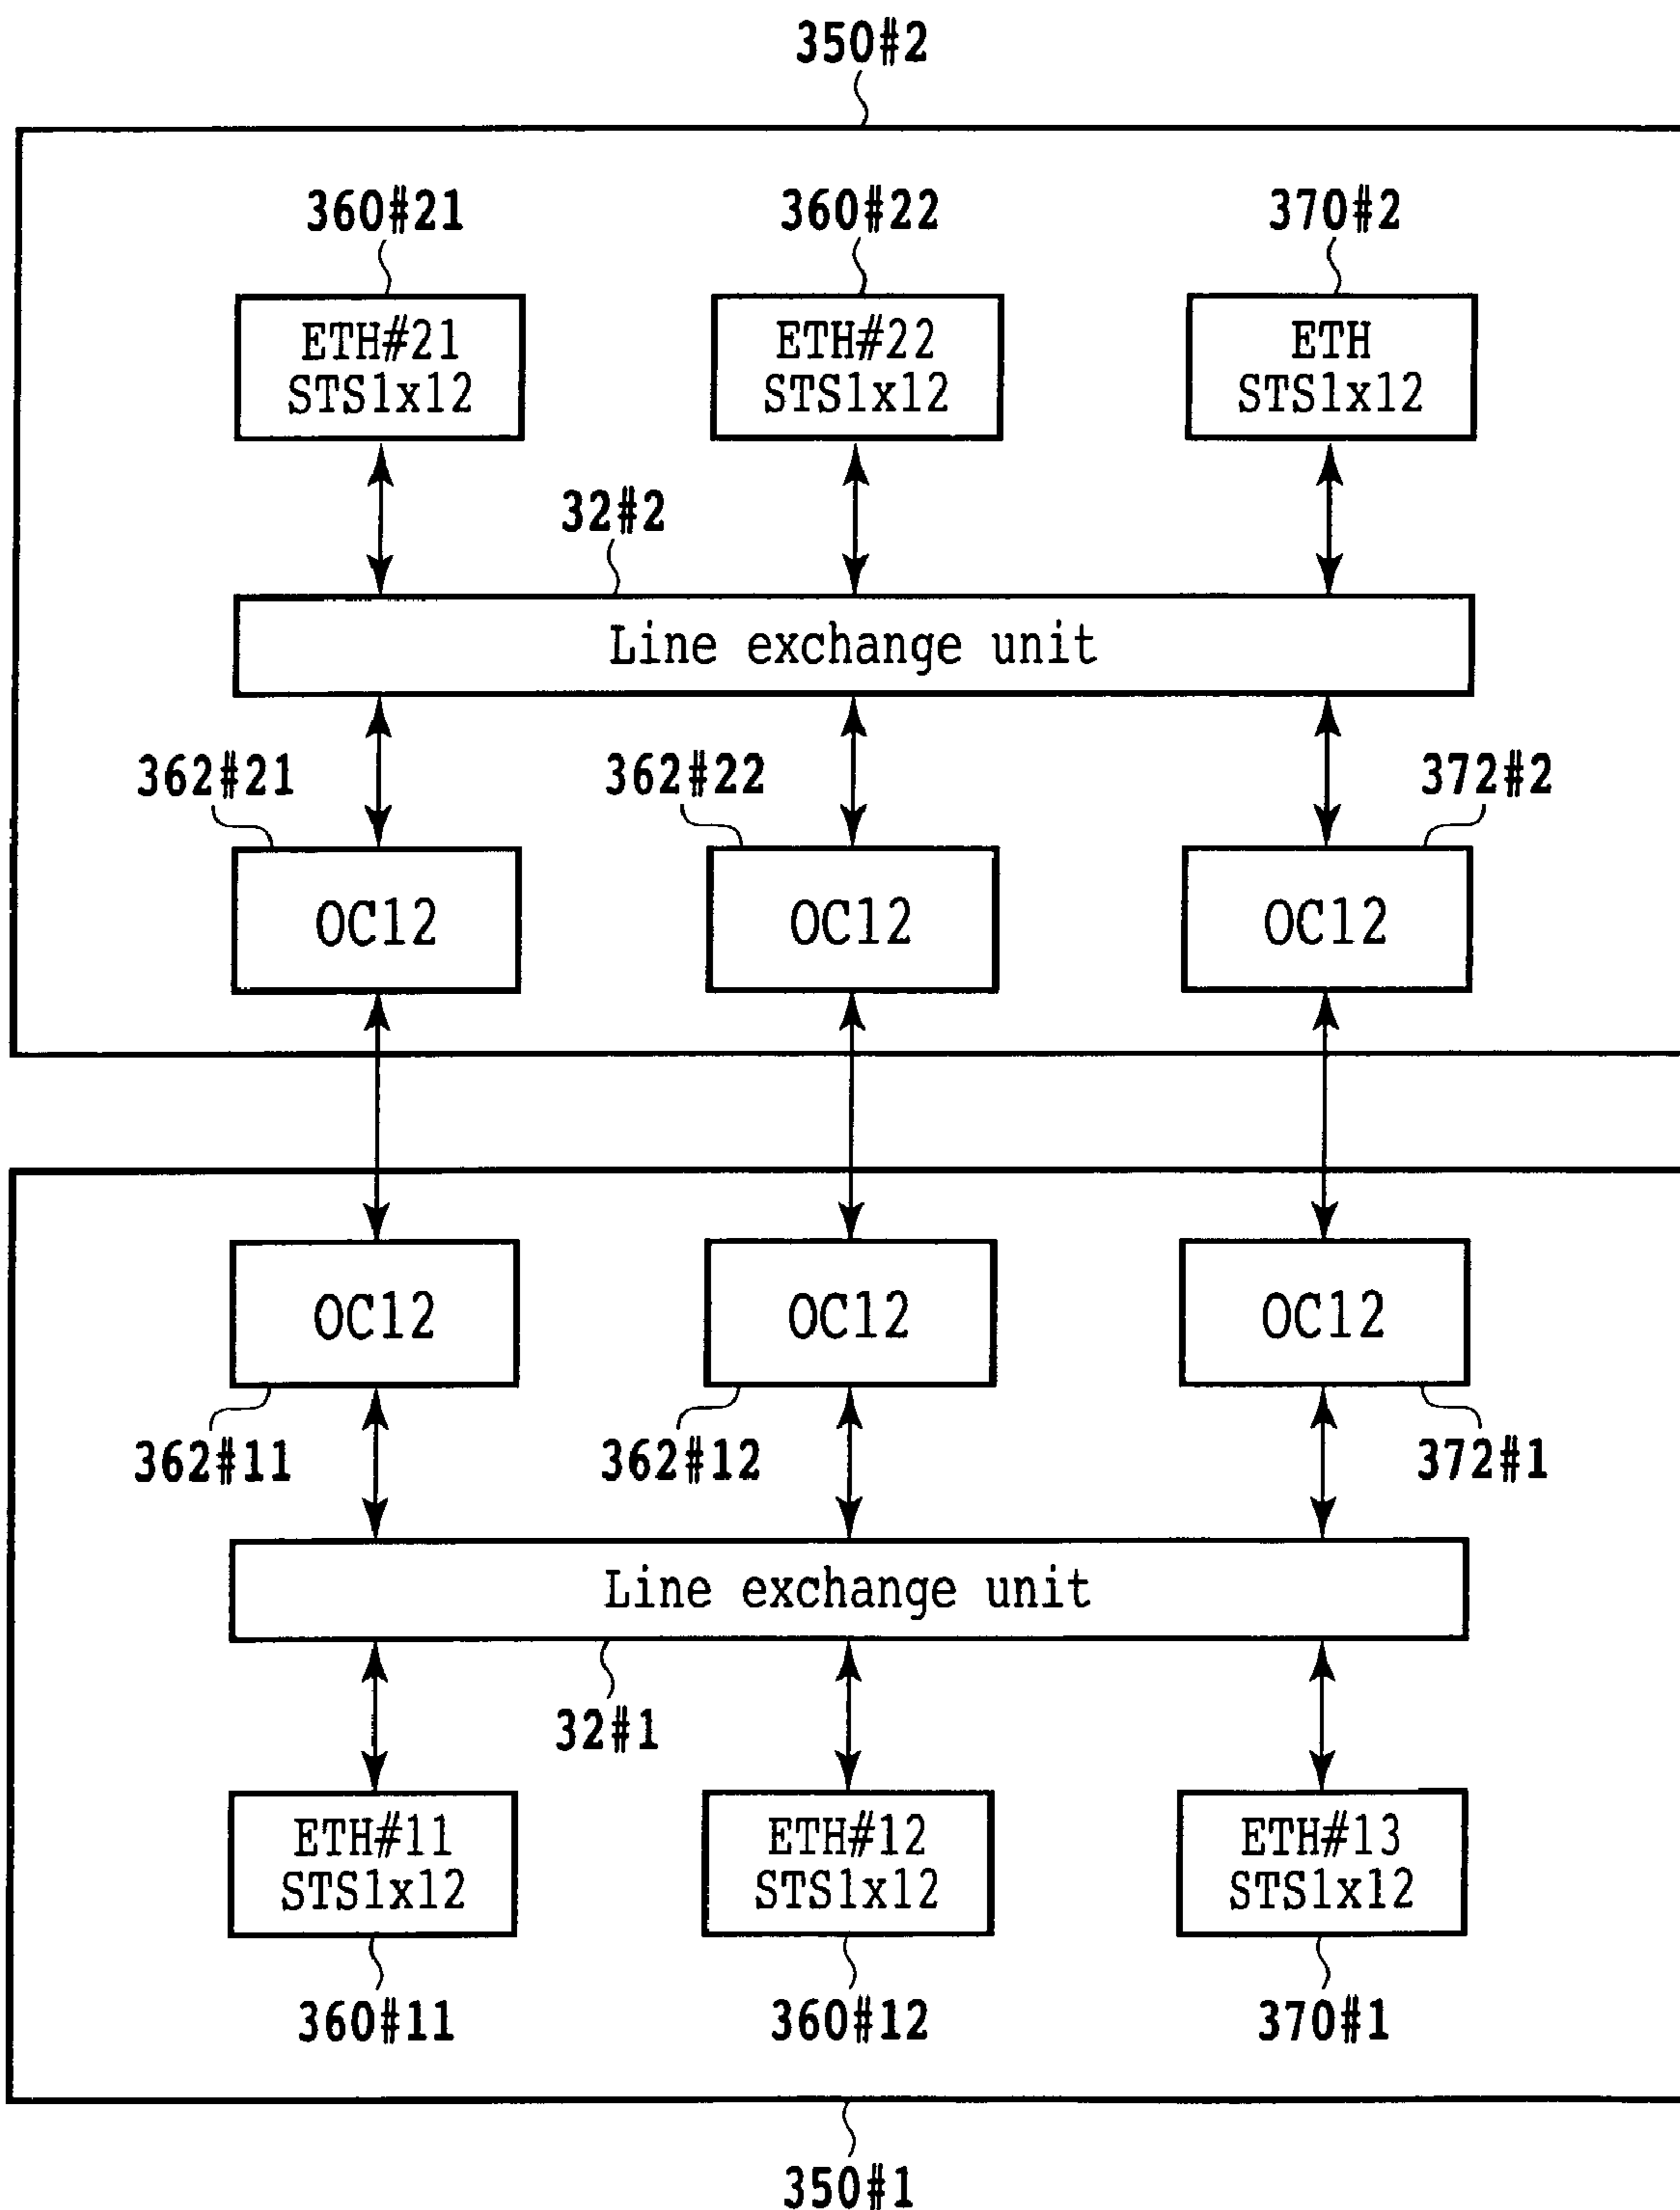 350#2
360#21 360#22 370#2
ETH#21 ETH#22 ETH
STS1x12 STS1x12 STS1x12
32#2
Line exchange unit
362#21 362#22 372#2
OC12 OC12 OC12
OC12 OC12 OC12
362#11 362#12 372#1
Line exchange unit
32#1
ETH#11 ETH#12 ETH#13
STS1x12 STS1x12 STS1x12
360#11 360#12 370#1
350#1